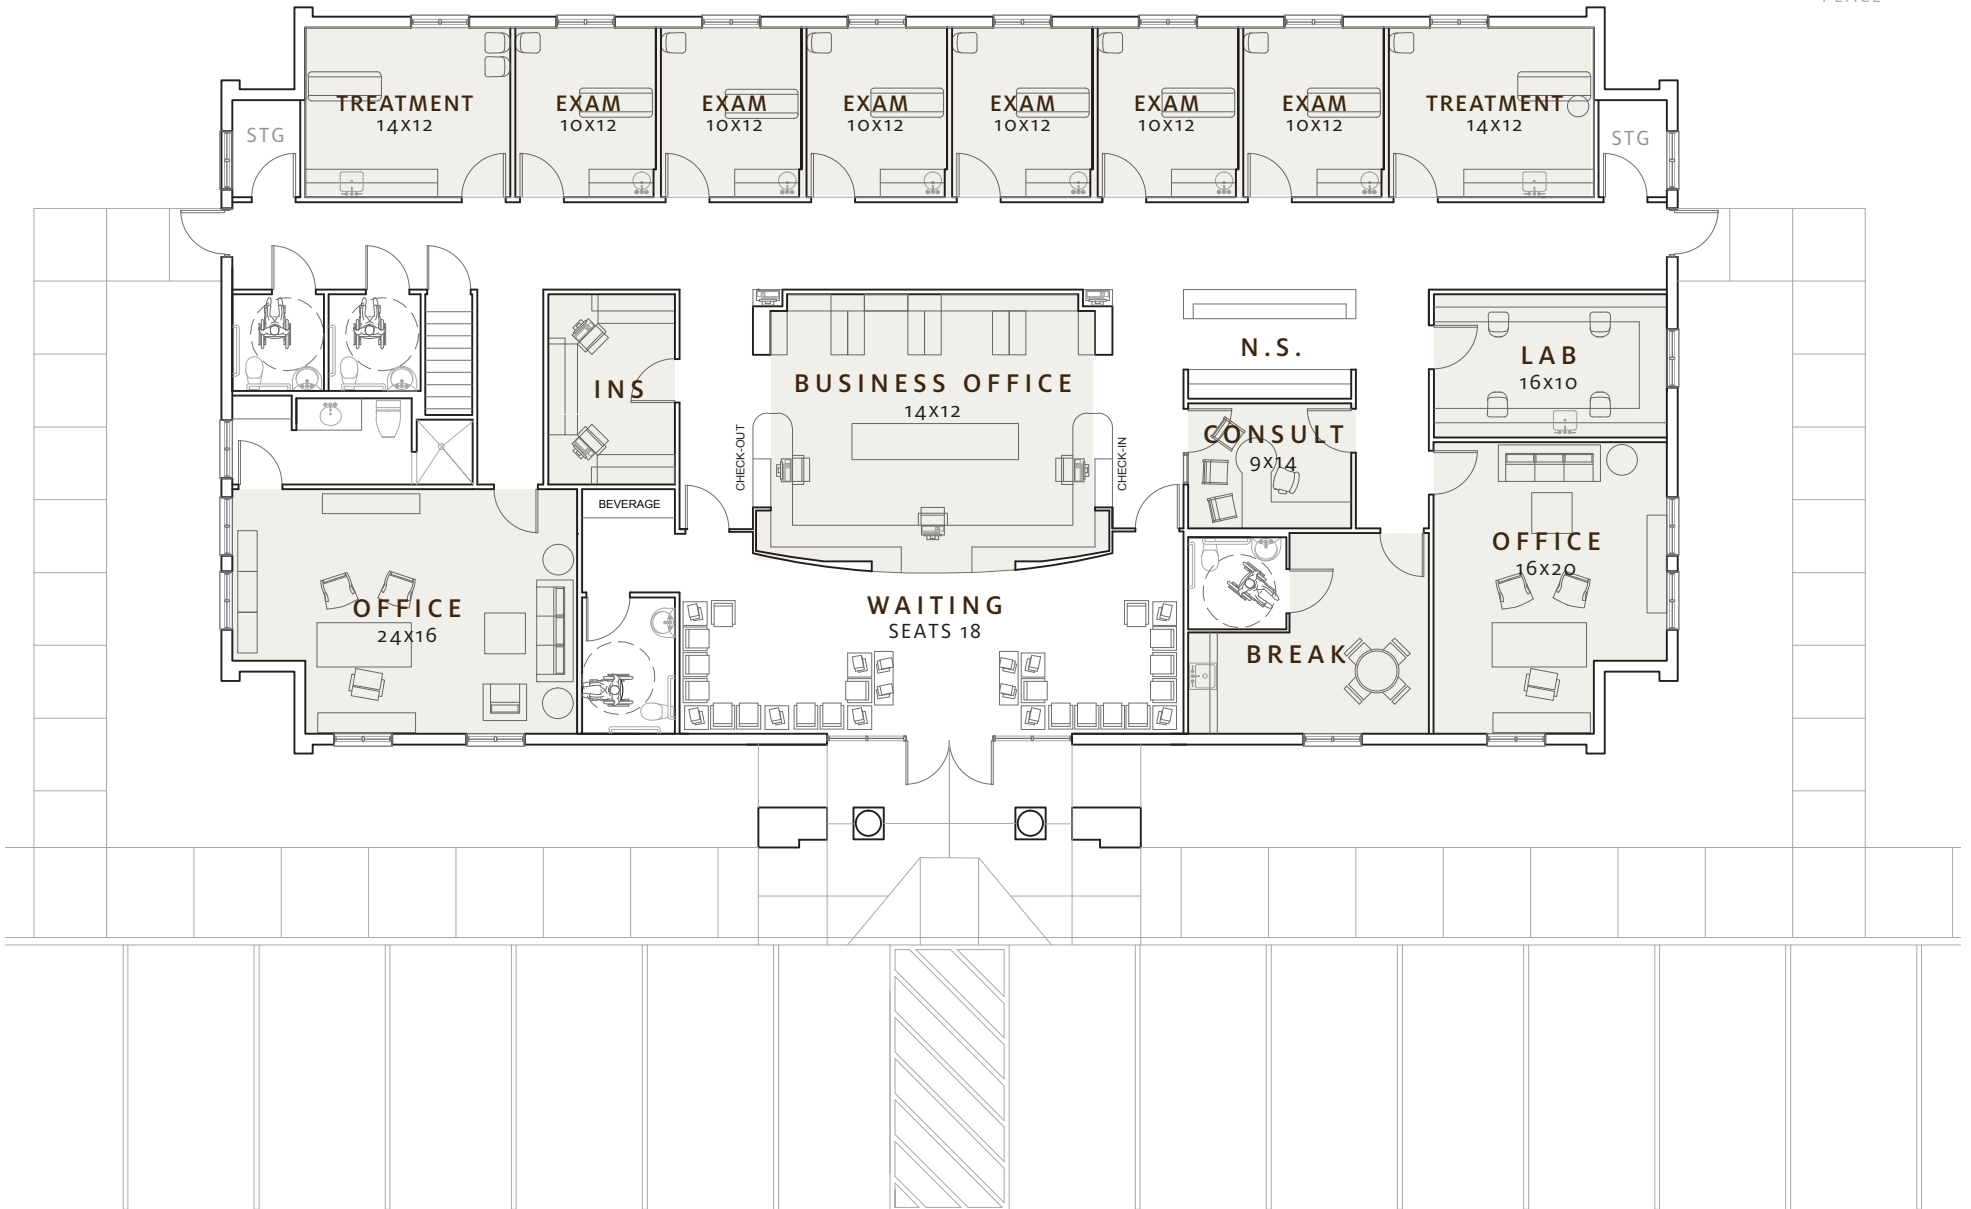 PLACE
TREATMENT
14X12
EXAM
10X12
EXAM
10X12
EXAM
10X12
EXAM
10X12
EXAM
10X12
EXAM
10X12
TREATMENT
14X12
STG
STG
INS
BUSINESS OFFICE
14X12
N.S.
LAB
16X10
CHECK-OUT
CHECK-IN
CONSULT
9X14
BEVERAGE
OFFICE
24X16
WAITING
SEATS 18
BREAK
OFFICE
16X20